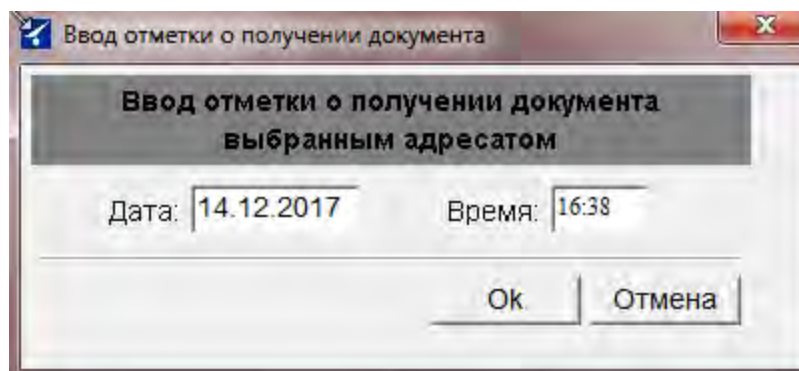 Ввод отметки о получении документа
Ввод отметки о получении документа
выбранным адресатом
Дата: 14.12.2017 Время: 16:38
Ok Отмена